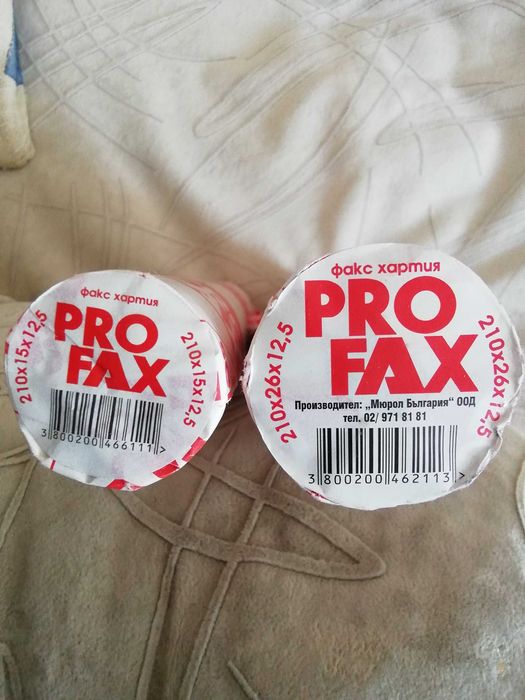 факс хартия
PRO
FAX
210x15x12,5
210x15x12,5
3 800200 466111 >
факс хартия
PRO
FAX
210x26x12,5
210x26x12,5
Производител: „Мюрол България“ ООД
тел. 02/ 971 81 81
3 800200 462113 >